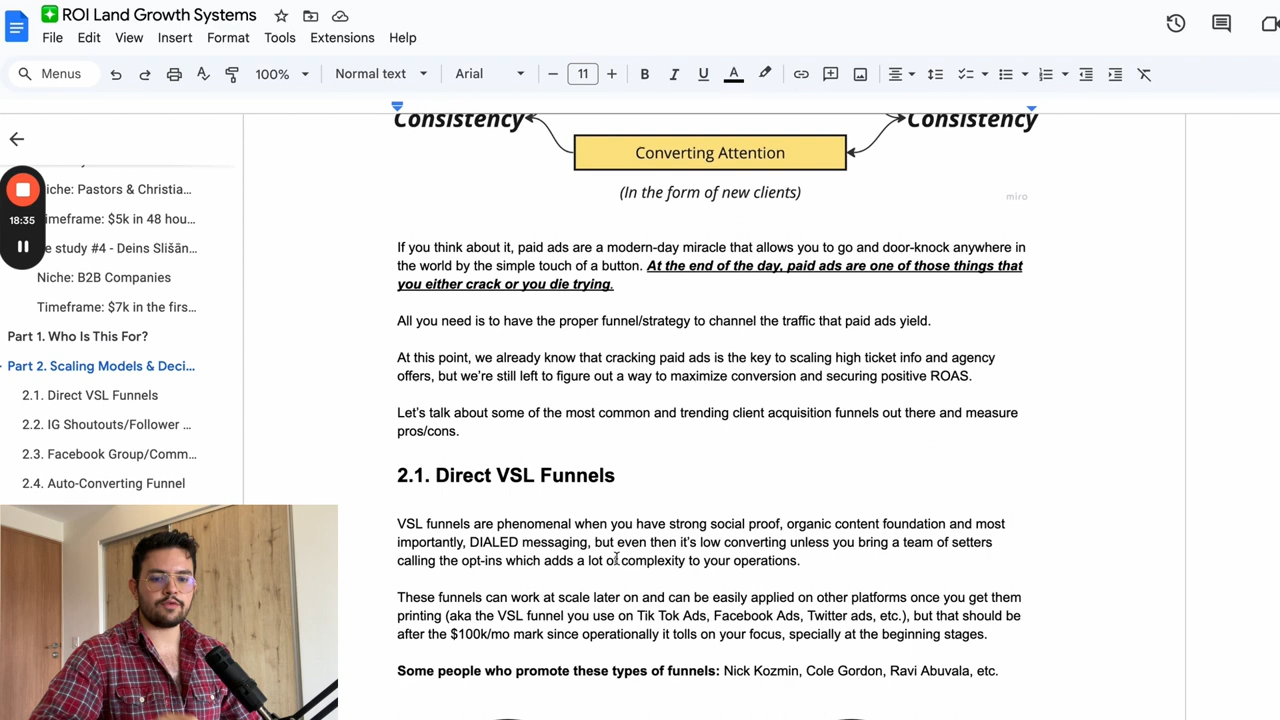 ROI Land Growth Systems
File Edit View Insert Format Tools Extensions Help
Menus 100% Normal text Arial 11 B I U A
Consistency Consistency
Converting Attention
(In the form of new clients)
miro
iche: Pastors & Christia...
18:35 imeframe: $5k in 48 hou...
e study #4 - Deins Slišān...
Niche: B2B Companies
Timeframe: $7k in the firs...
Part 1. Who Is This For?
Part 2. Scaling Models & Deci...
2.1. Direct VSL Funnels
2.2. IG Shoutouts/Follower ...
2.3. Facebook Group/Comm...
2.4. Auto-Converting Funnel
If you think about it, paid ads are a modern-day miracle that allows you to go and door-knock anywhere in
the world by the simple touch of a button. At the end of the day, paid ads are one of those things that
you either crack or you die trying.
All you need is to have the proper funnel/strategy to channel the traffic that paid ads yield.
At this point, we already know that cracking paid ads is the key to scaling high ticket info and agency
offers, but we're still left to figure out a way to maximize conversion and securing positive ROAS.
Let's talk about some of the most common and trending client acquisition funnels out there and measure
pros/cons.
2.1. Direct VSL Funnels
VSL funnels are phenomenal when you have strong social proof, organic content foundation and most
importantly, DIALED messaging, but even then it's low converting unless you bring a team of setters
calling the opt-ins which adds a lot of complexity to your operations.
These funnels can work at scale later on and can be easily applied on other platforms once you get them
printing (aka the VSL funnel you use on Tik Tok Ads, Facebook Ads, Twitter ads, etc.), but that should be
after the $100k/mo mark since operationally it tolls on your focus, specially at the beginning stages.
Some people who promote these types of funnels: Nick Kozmin, Cole Gordon, Ravi Abuvala, etc.